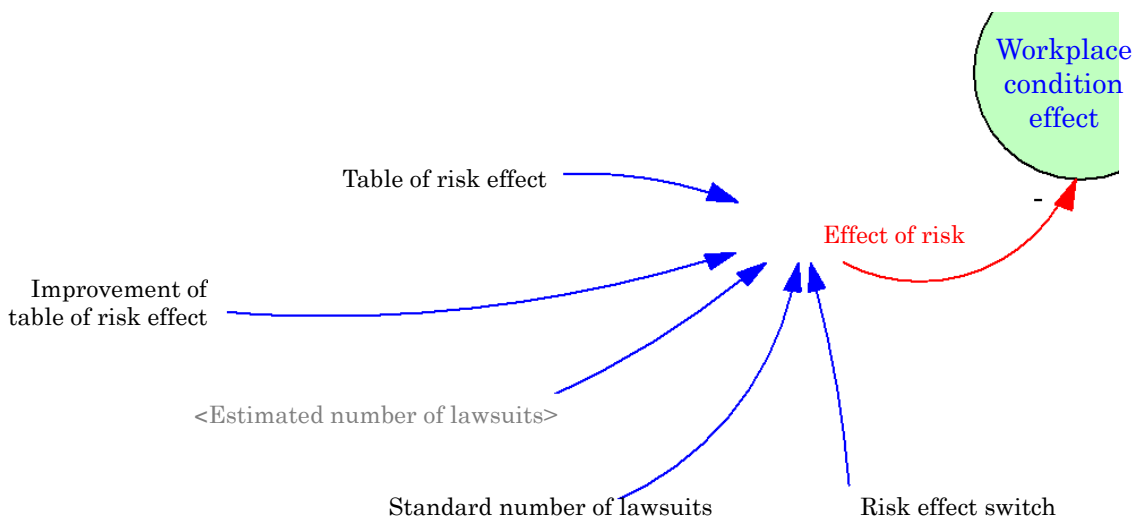 Workplace
condition
effect
Table of risk effect
-
Effect of risk
Improvement of
table of risk effect
<Estimated number of lawsuits>
Standard number of lawsuits
Risk effect switch